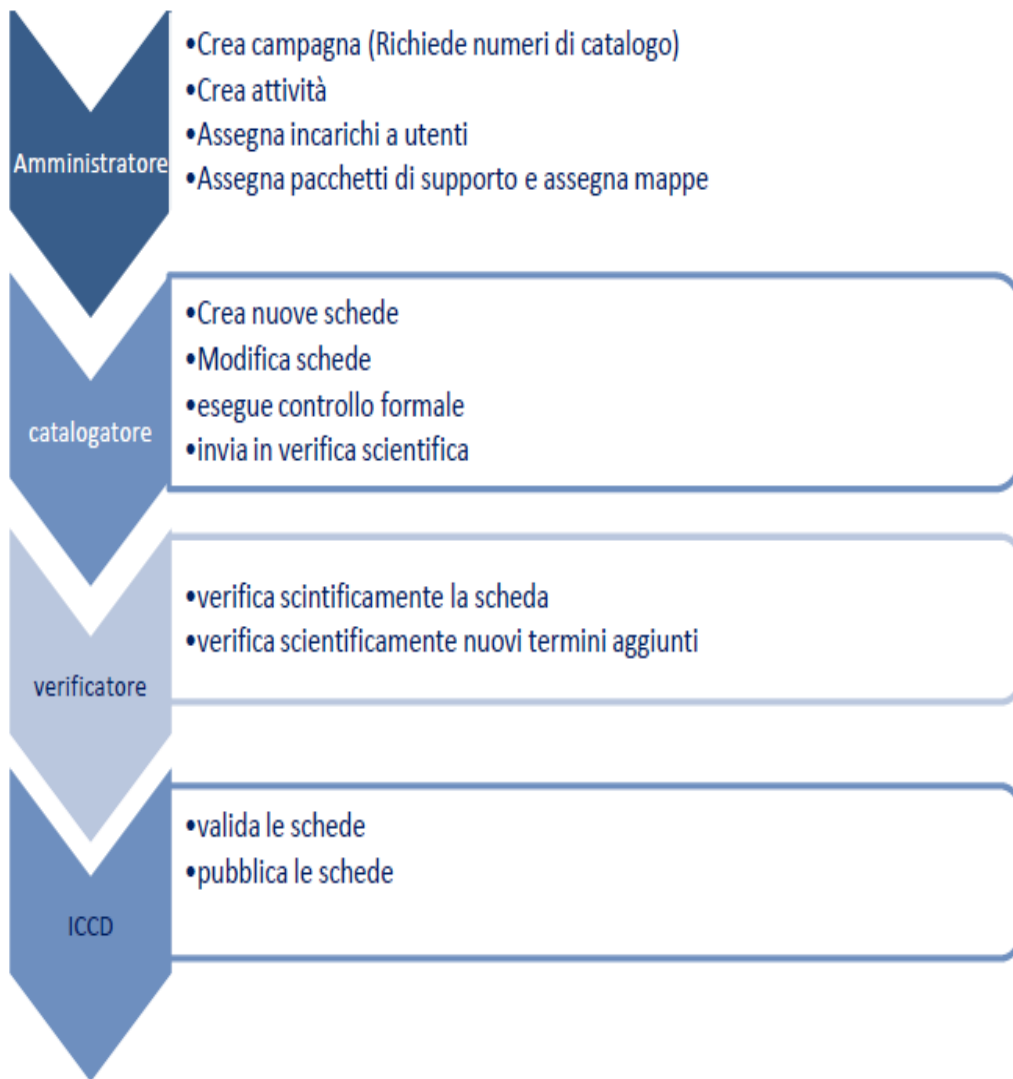 Amministratore
•Crea campagna (Richiede numeri di catalogo)
•Crea attività
•Assegna incarichi a utenti
•Assegna pacchetti di supporto e assegna mappe
catalogatore
•Crea nuove schede
•Modifica schede
•esegue controllo formale
•invia in verifica scientifica
verificatore
•verifica scintificamente la scheda
•verifica scientificamente nuovi termini aggiunti
ICCD
•valida le schede
•pubblica le schede